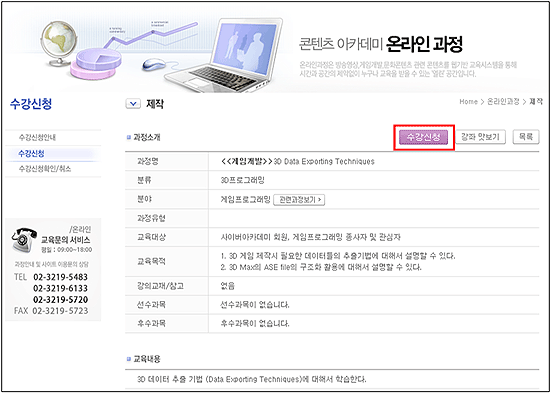 콘텐츠 아카데미 온라인 과정
온라인과정은 방송영상,게임개발,문화콘텐츠 관련 콘텐츠를 웹기반 교육시스템을 통해
시간과 공간의 제약없이 누구나 교육을 받을 수 있는 '열린' 공간입니다.
수강신청
제작
Home > 온라인과정 > 제작
수강신청안내
수강신청
수강신청확인/취소
/온라인
교육문의 서비스
평일 : 09:00~18:00
과정안내 및 사이트 이용문의 상담
TEL 02-3219-5483
02-3219-6133
02-3219-5720
FAX 02-3219-5723
과정소개
수강신청
강좌 맛보기
목록
과정명 <<게임개발>>3D Data Exporting Techniques
분류 3D프로그래밍
분야 게임프로그래밍 관련과정보기
과정유형
교육대상 사이버아카데미 회원, 게임프로그래밍 종사자 및 관심자
교육목적 1. 3D 게임 제작시 필요한 데이터들의 추출기법에 대해서 설명할 수 있다.
2. 3D Max의 ASE file의 구조화 활용에 대해서 설명할 수 있다.
강의교재/참고 없음
선수과목 선수과목이 없습니다.
후수과목 후수과목이 없습니다.
교육내용
3D 데이터 추출 기법 (Data Exporting Techniques)에 대해서 학습한다.